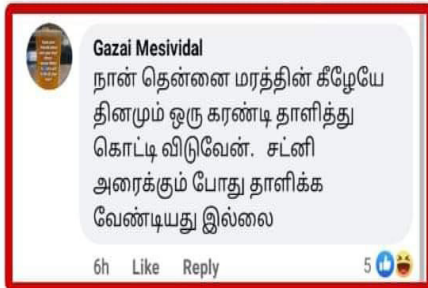 Gazai Mesividal
நான் தென்னை மரத்தின் கீழேயே
தினமும் ஒரு கரண்டி தாளித்து
கொட்டி விடுவேன். சட்னி
அரைக்கும் போது தாளிக்க
வேண்டியது இல்லை
6h Like Reply 5